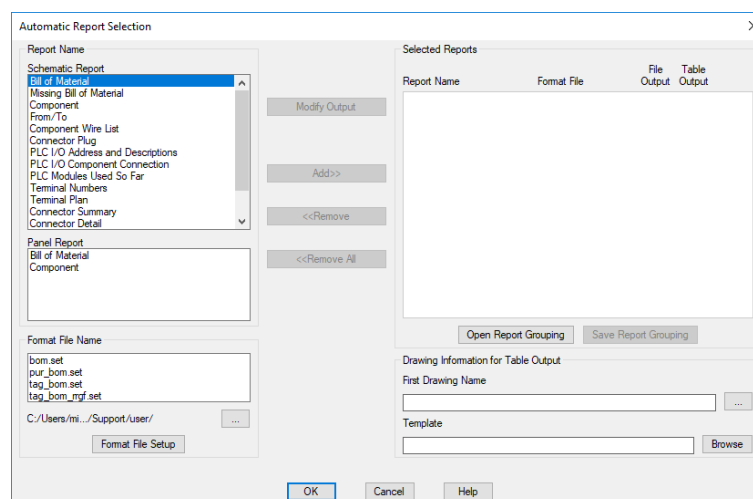 Automatic Report Selection
Report Name
Schematic Report
Bill of Material
Missing Bill of Material
Component
From/To
Component Wire List
Connector Plug
PLC I/O Address and Descriptions
PLC I/O Component Connection
PLC Modules Used So Far
Terminal Numbers
Terminal Plan
Connector Summary
Connector Detail
Panel Report
Bill of Material
Component
Format File Name
bom.set
pur_bom.set
tag_bom.set
tag_bom_rrgf.set
C:/Users/mi.../Support/user/
...
Format File Setup
Modify Output
Add>>
<<Remove
<<Remove All
Selected Reports
Report Name Format File File Output Table Output
Open Report Grouping Save Report Grouping
Drawing Information for Table Output
First Drawing Name
...
Template
Browse
OK Cancel Help